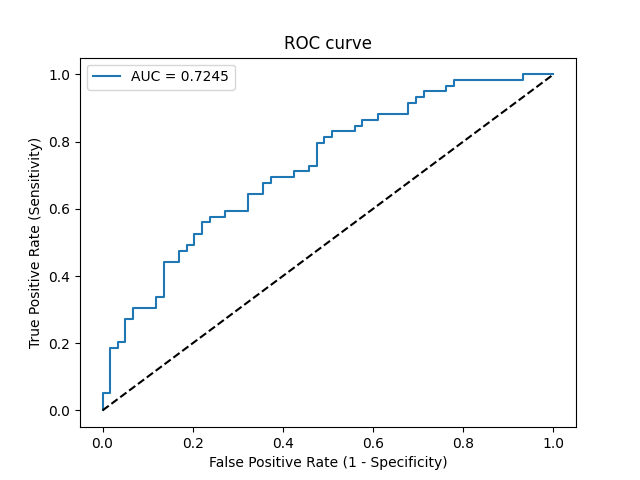 ROC curve
AUC = 0.7245
True Positive Rate (Sensitivity)
1.0
0.8
0.6
0.4
0.2
0.0
0.0 0.2 0.4 0.6 0.8 1.0
False Positive Rate (1 - Specificity)